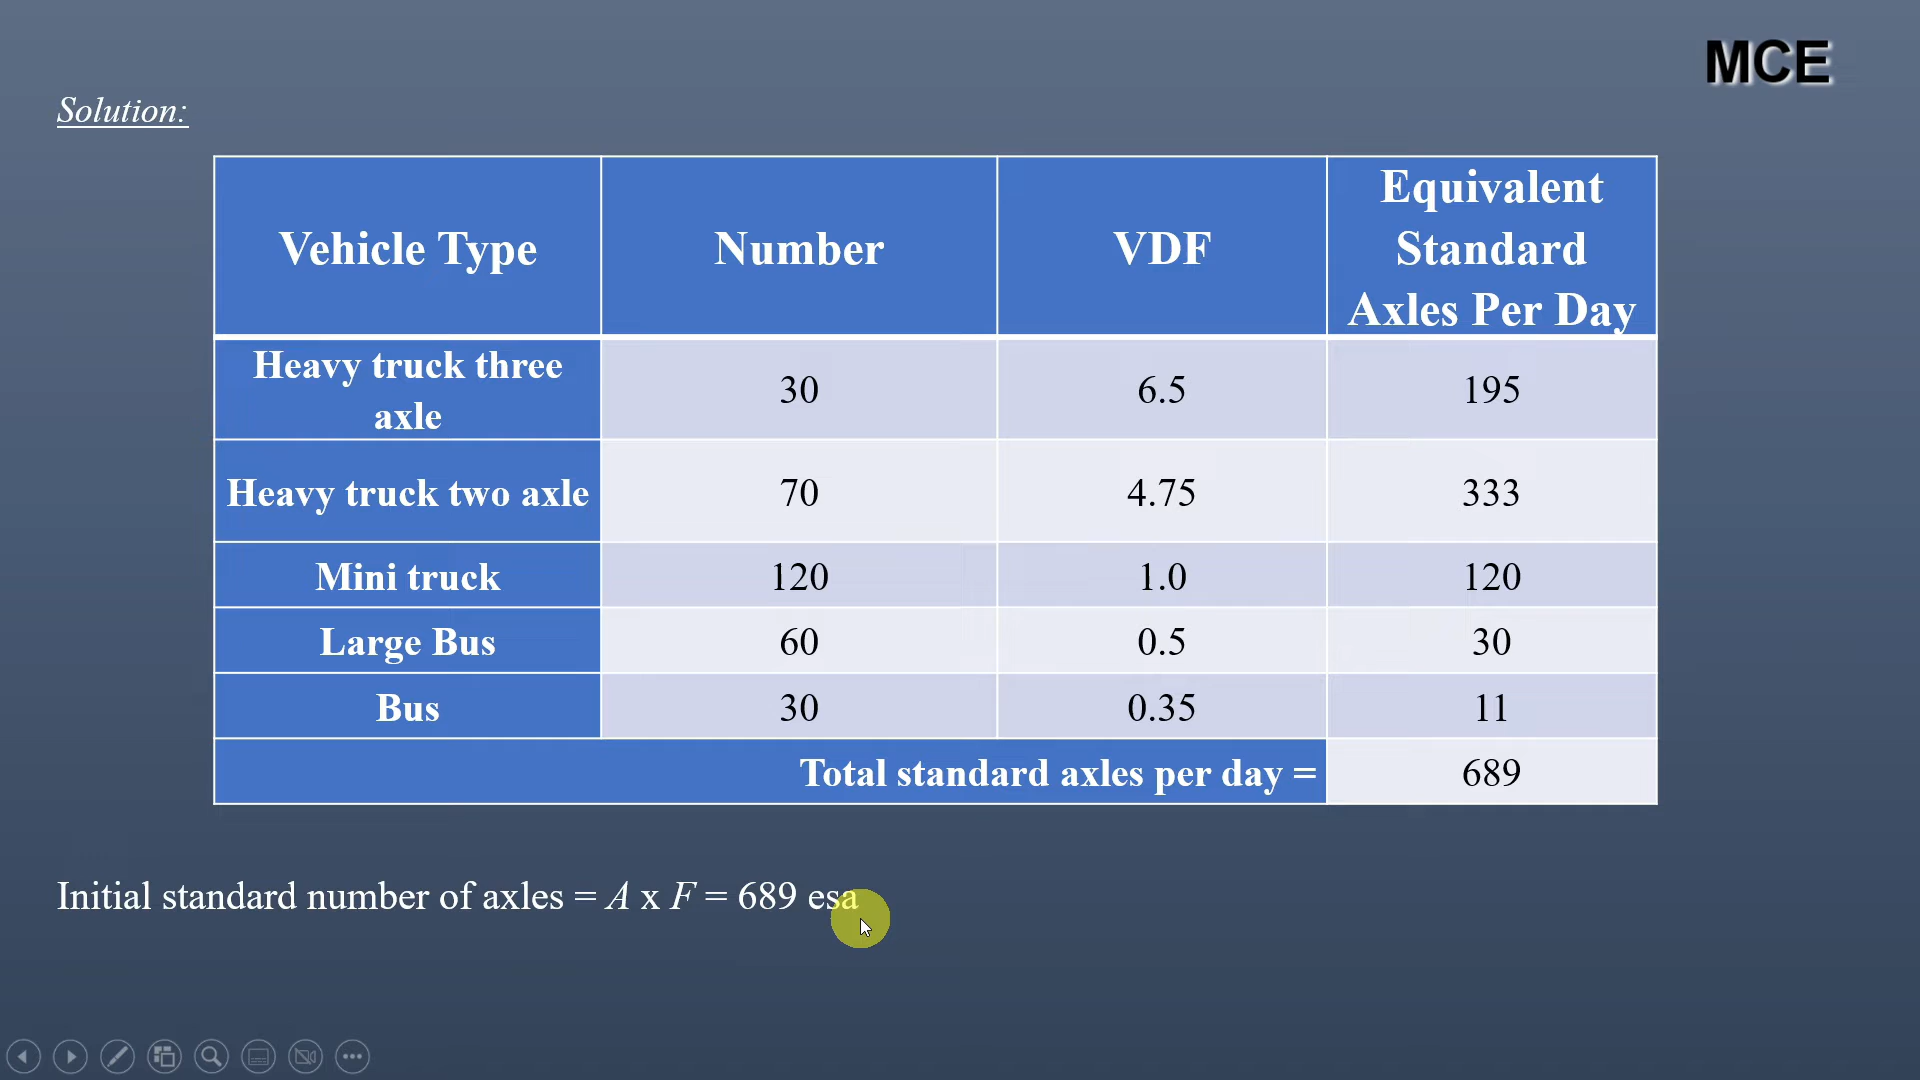 MCE
Solution:
Vehicle Type
Number
VDF
Equivalent
Standard
Axles Per Day
Heavy truck three
axle
30
6.5
195
Heavy truck two axle
70
4.75
333
Mini truck
120
1.0
120
Large Bus
60
0.5
30
Bus
30
0.35
11
Total standard axles per day =
689
Initial standard number of axles = A x F = 689 esa